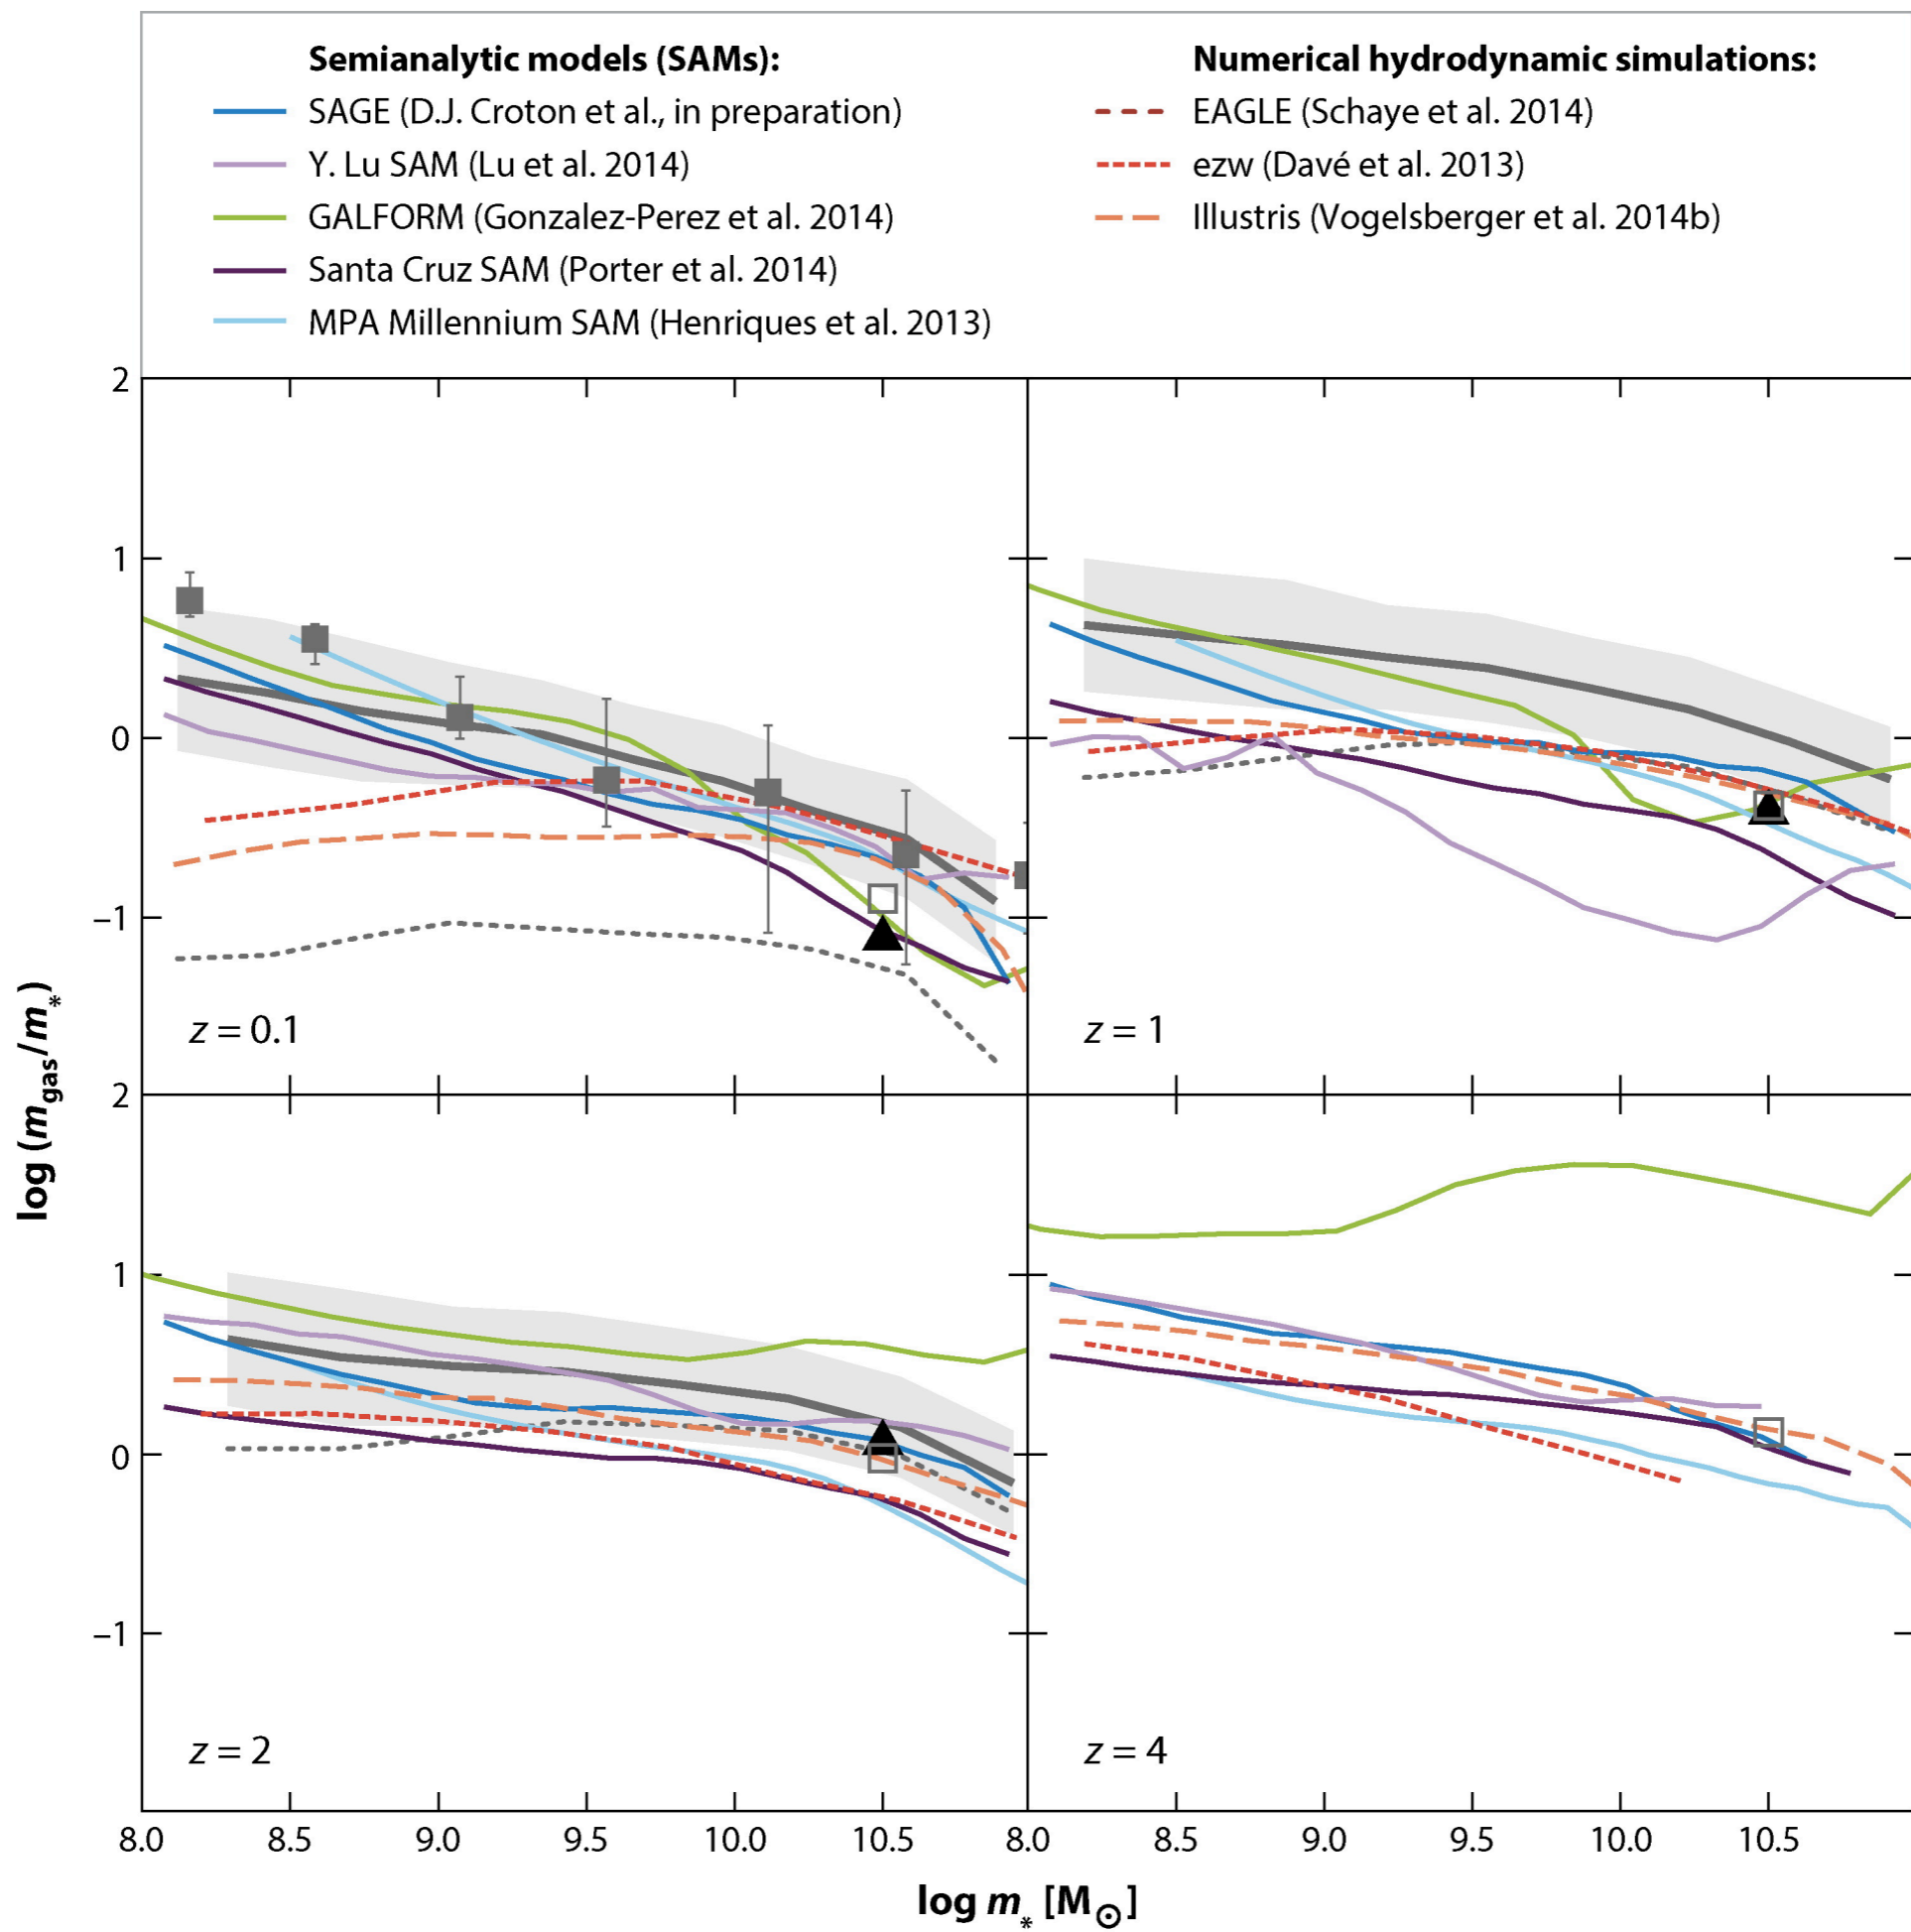 Semianalytic models (SAMs):
SAGE (D.J. Croton et al., in preparation)
Y. Lu SAM (Lu et al. 2014)
GALFORM (Gonzalez-Perez et al. 2014)
Santa Cruz SAM (Porter et al. 2014)
MPA Millennium SAM (Henriques et al. 2013)
Numerical hydrodynamic simulations:
EAGLE (Schaye et al. 2014)
ezw (Davé et al. 2013)
Illustris (Vogelsberger et al. 2014b)
2
1
0
−1
z = 0.1
z = 1
2
1
0
−1
z = 2
z = 4
8.0 8.5 9.0 9.5 10.0 10.5 8.0 8.5 9.0 9.5 10.0 10.5
log (m_gas/m_*)
log m_* [M_⊙]